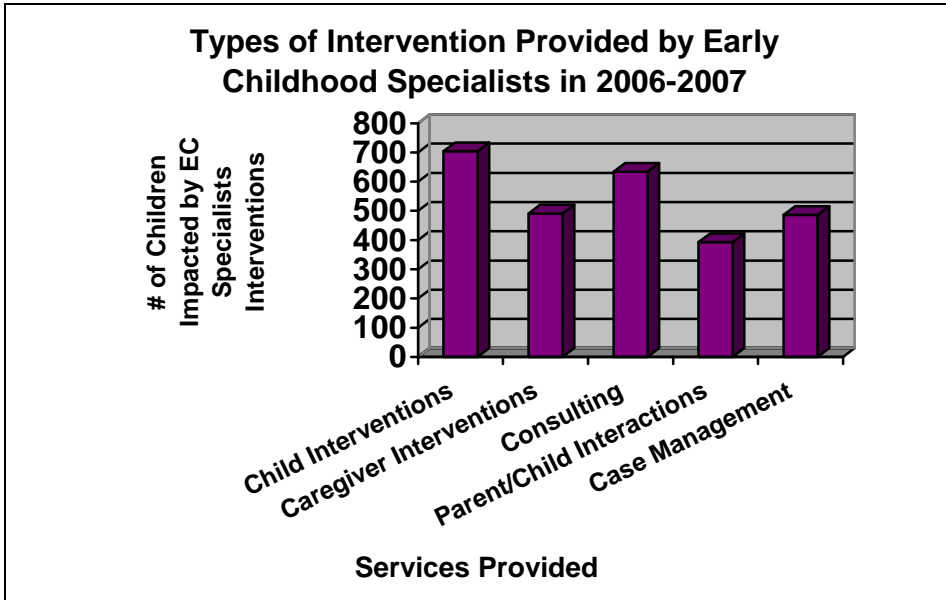 Types of Intervention Provided by Early
Childhood Specialists in 2006-2007
# of Children
Impacted by EC
Specialists
Interventions
800
700
600
500
400
300
200
100
0
Child Interventions
Caregiver Interventions
Consulting
Parent/Child Interactions
Case Management
Services Provided